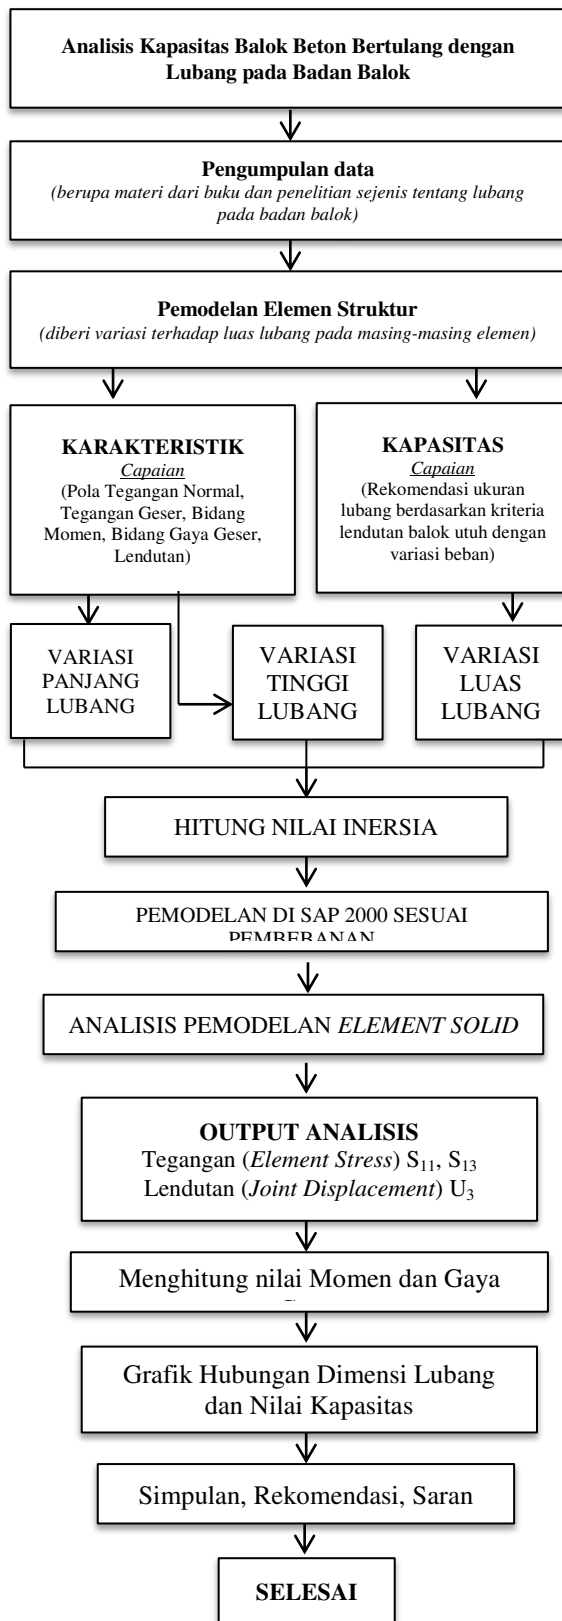 Analisis Kapasitas Balok Beton Bertulang dengan
Lubang pada Badan Balok
Pengumpulan data
(berupa materi dari buku dan penelitian sejenis tentang lubang
pada badan balok)
Pemodelan Elemen Struktur
(diberi variasi terhadap luas lubang pada masing-masing elemen)
KARAKTERISTIK
Capaian
(Pola Tegangan Normal,
Tegangan Geser, Bidang
Momen, Bidang Gaya Geser,
Lendutan)
KAPASITAS
Capaian
(Rekomendasi ukuran
lubang berdasarkan kriteria
lendutan balok utuh dengan
variasi beban)
VARIASI
PANJANG
LUBANG
VARIASI
TINGGI
LUBANG
VARIASI
LUAS
LUBANG
HITUNG NILAI INERSIA
PEMODELAN DI SAP 2000 SESUAI
PEMBEBANAN
ANALISIS PEMODELAN ELEMENT SOLID
OUTPUT ANALISIS
Tegangan (Element Stress) S11, S13
Lendutan (Joint Displacement) U3
Menghitung nilai Momen dan Gaya
Grafik Hubungan Dimensi Lubang
dan Nilai Kapasitas
Simpulan, Rekomendasi, Saran
SELESAI